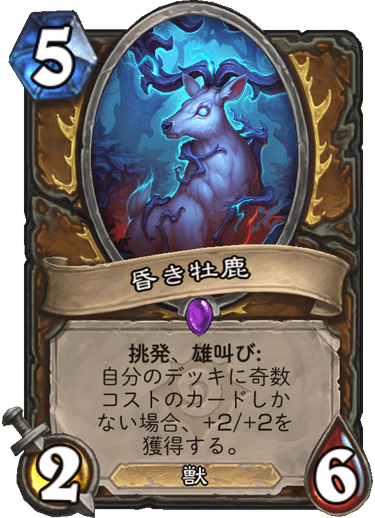 5
昏き牡鹿
挑発、雄叫び:
自分のデッキに奇数
コストのカードしか
ない場合、+2/+2を
獲得する。
2
獣
6